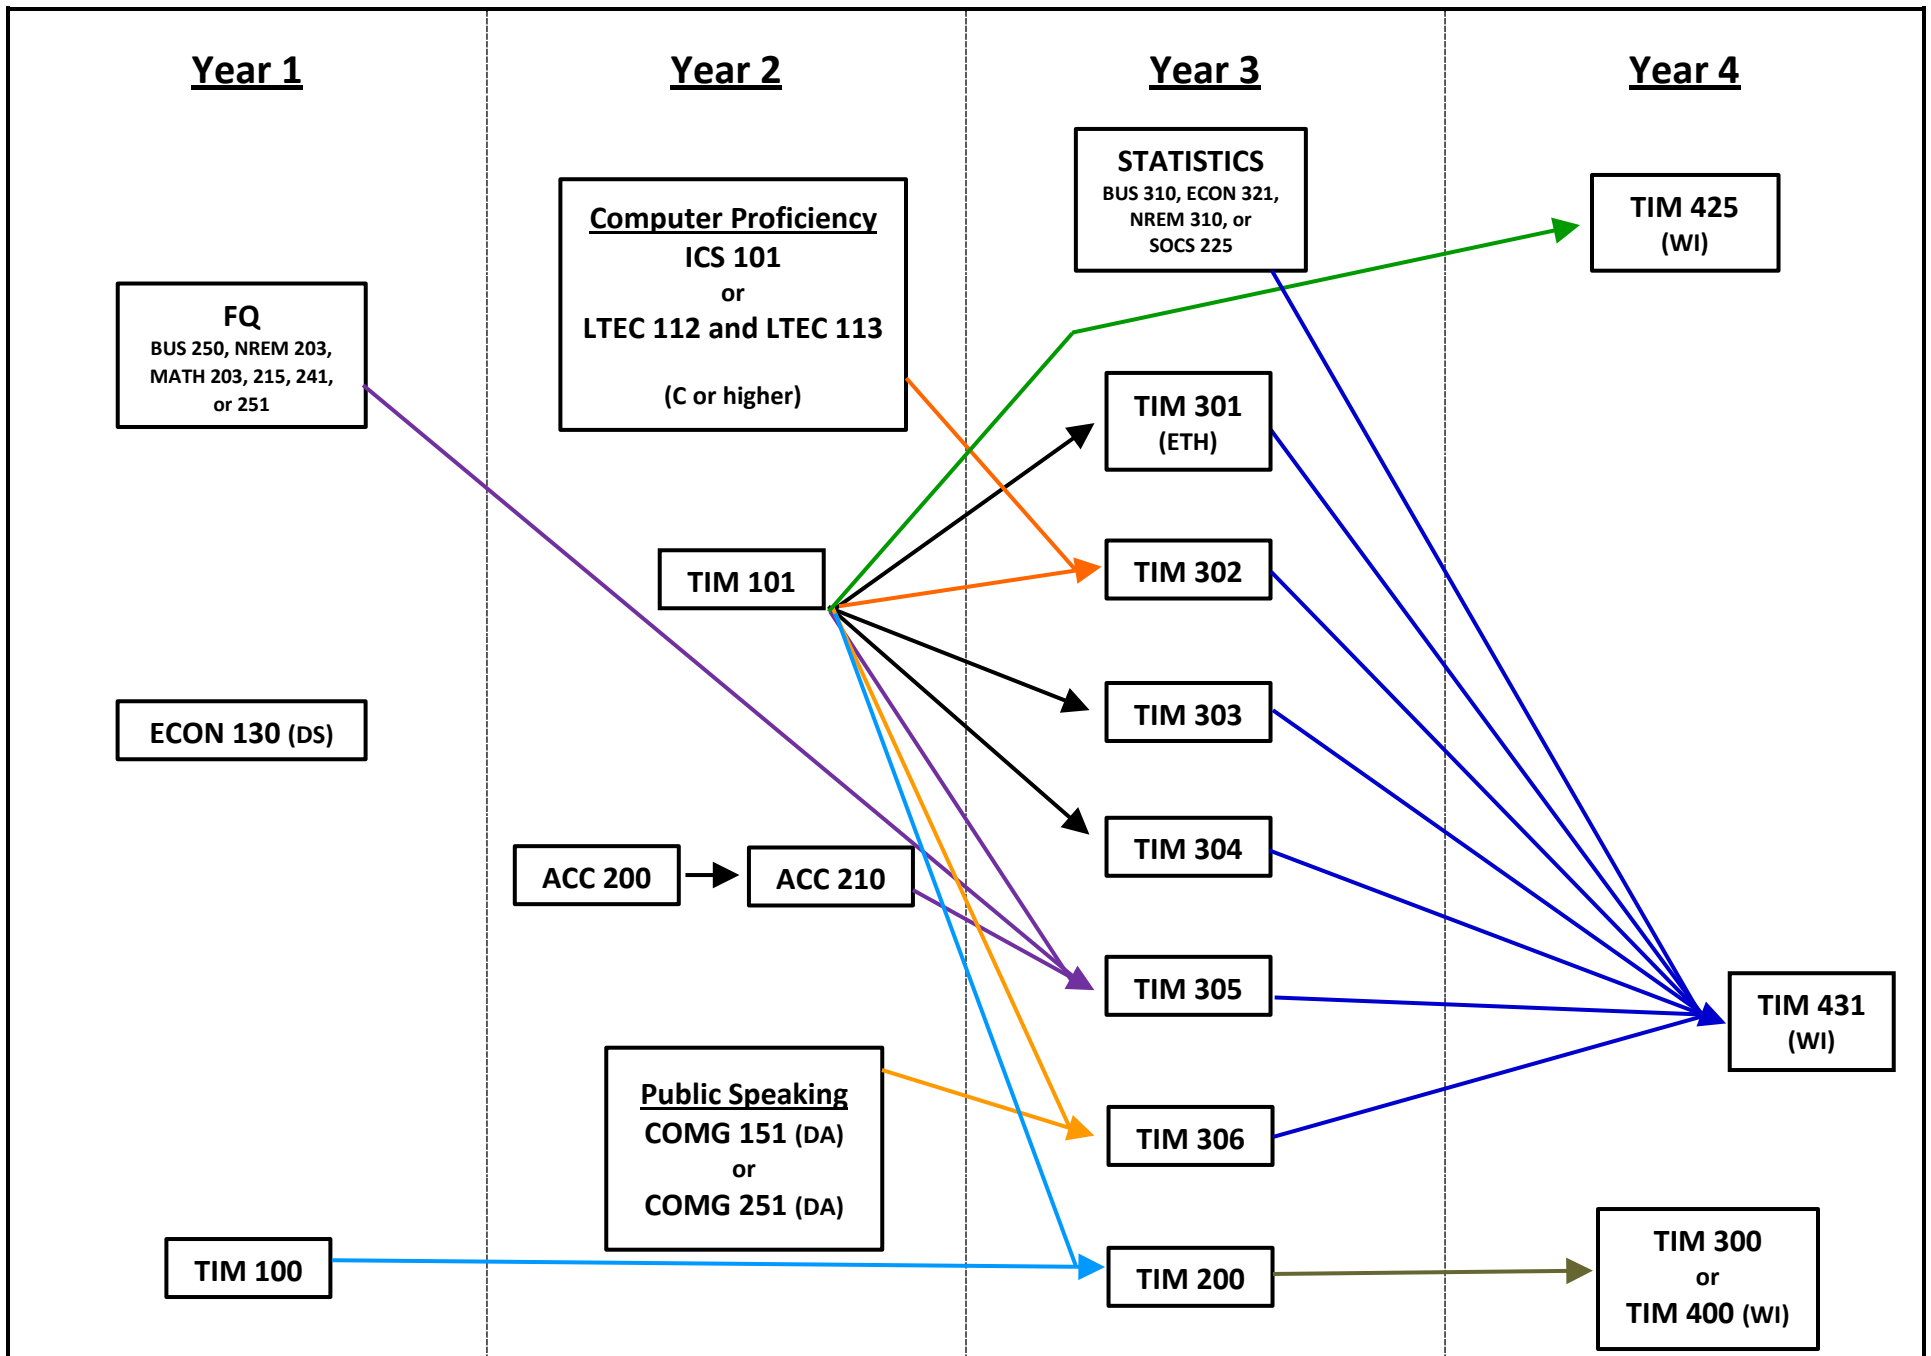 Year 1
FQ
BUS 250, NREM 203,
MATH 203, 215, 241,
or 251
ECON 130 (DS)
TIM 100
Year 2
Computer Proficiency
ICS 101
or
LTEC 112 and LTEC 113
(C or higher)
TIM 101
ACC 200
ACC 210
Public Speaking
COMG 151 (DA)
or
COMG 251 (DA)
Year 3
STATISTICS
BUS 310, ECON 321,
NREM 310, or
SOCS 225
TIM 301
(ETH)
TIM 302
TIM 303
TIM 304
TIM 305
TIM 306
TIM 200
Year 4
TIM 425
(WI)
TIM 431
(WI)
TIM 300
or
TIM 400 (WI)